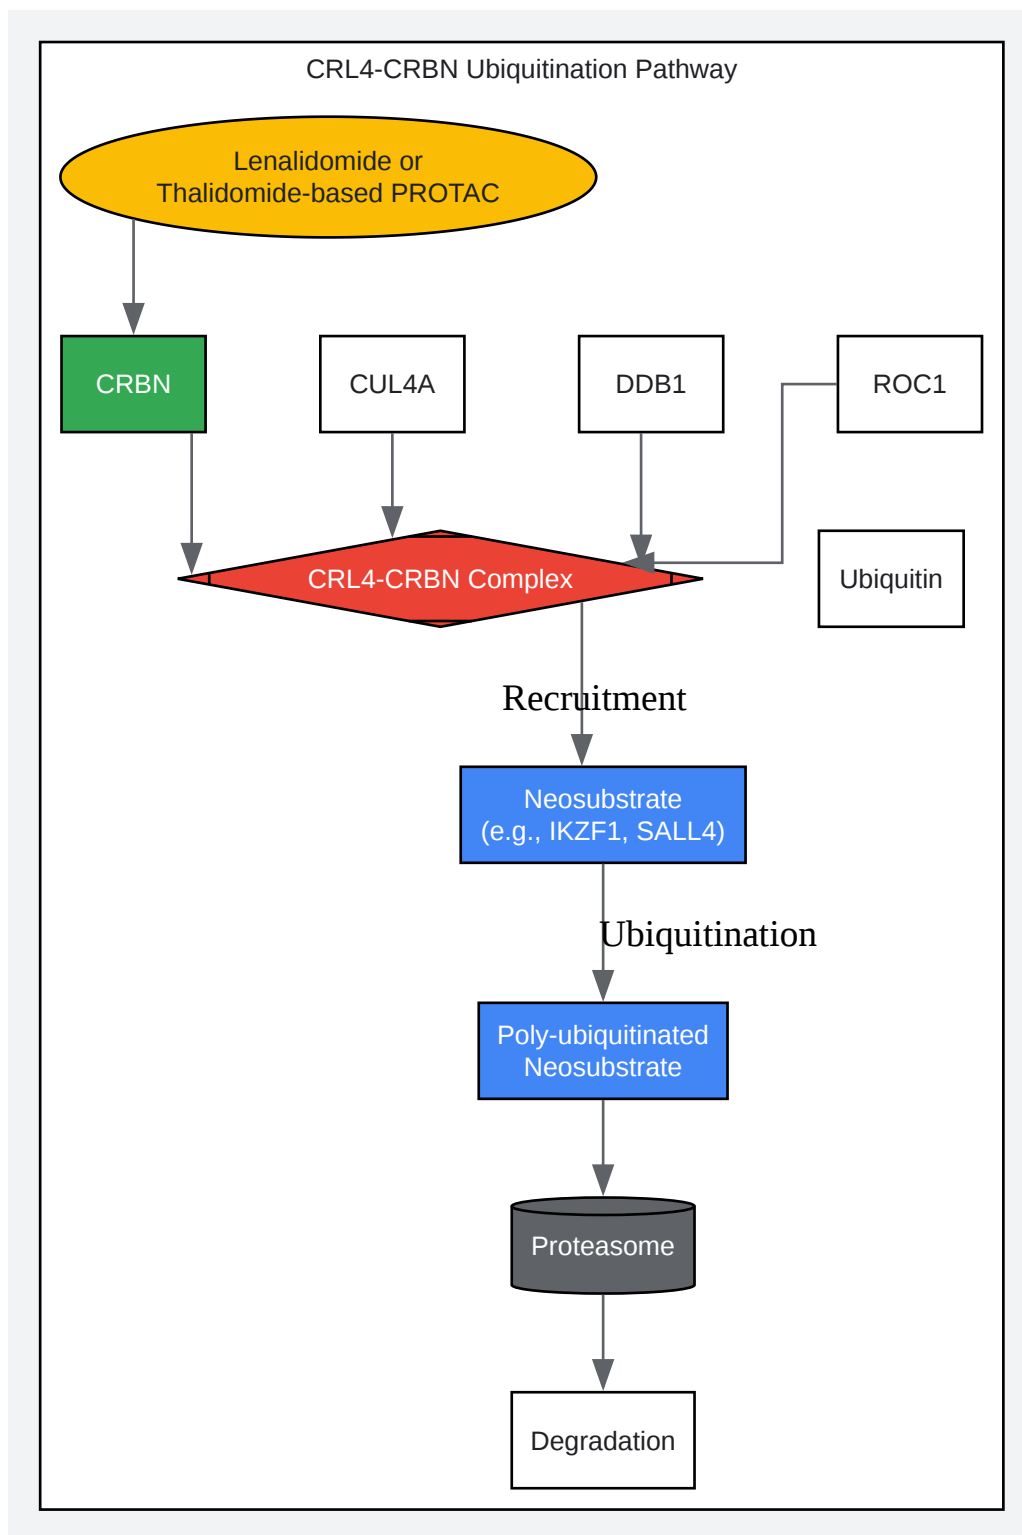 CRL4-CRBN Ubiquitination Pathway
Lenalidomide or
Thalidomide-based PROTAC
CRBN
CUL4A
DDB1
ROC1
CRL4-CRBN Complex
Ubiquitin
Recruitment
Neosubstrate
(e.g., IKZF1, SALL4)
Ubiquitination
Poly-ubiquitinated
Neosubstrate
Proteasome
Degradation